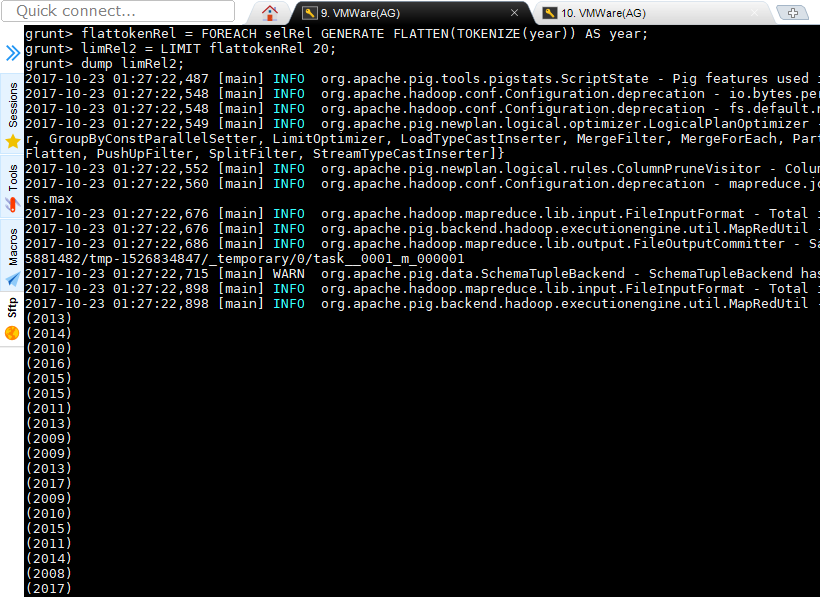 Quick connect...
9. VMWare(AG)
10. VMWare(AG)
Sessions
Tools
Macros
Sftp
grunt> flattokenRel = FOREACH selRel GENERATE FLATTEN(TOKENIZE(year)) AS year;
grunt> limRel2 = LIMIT flattokenRel 20;
grunt> dump limRel2;
2017-10-23 01:27:22,487 [main] INFO  org.apache.pig.tools.pigstats.ScriptState - Pig features used
2017-10-23 01:27:22,548 [main] INFO  org.apache.hadoop.conf.Configuration.deprecation - io.bytes.per
2017-10-23 01:27:22,548 [main] INFO  org.apache.hadoop.conf.Configuration.deprecation - fs.default.
2017-10-23 01:27:22,549 [main] INFO  org.apache.pig.newplan.logical.optimizer.LogicalPlanOptimizer -
r, GroupByConstParallelSetter, LimitOptimizer, LoadTypeCastInserter, MergeFilter, MergeForEach, Part
Flatten, PushUpFilter, SplitFilter, StreamTypeCastInserter]}
2017-10-23 01:27:22,552 [main] INFO  org.apache.pig.newplan.logical.rules.ColumnPruneVisitor - Colu
2017-10-23 01:27:22,560 [main] INFO  org.apache.hadoop.conf.Configuration.deprecation - mapreduce.jo
rs.max
2017-10-23 01:27:22,676 [main] INFO  org.apache.hadoop.mapreduce.lib.input.FileInputFormat - Total i
2017-10-23 01:27:22,676 [main] INFO  org.apache.pig.backend.hadoop.executionengine.util.MapRedUtil -
2017-10-23 01:27:22,686 [main] INFO  org.apache.hadoop.mapreduce.lib.output.FileOutputCommitter - Sa
5881482/tmp-1526834847/_temporary/0/task__0001_m_000001
2017-10-23 01:27:22,715 [main] WARN  org.apache.pig.data.SchemaTupleBackend - SchemaTupleBackend has
2017-10-23 01:27:22,898 [main] INFO  org.apache.hadoop.mapreduce.lib.input.FileInputFormat - Total i
2017-10-23 01:27:22,898 [main] INFO  org.apache.pig.backend.hadoop.executionengine.util.MapRedUtil -
(2013)
(2014)
(2010)
(2016)
(2015)
(2015)
(2011)
(2013)
(2009)
(2009)
(2013)
(2017)
(2009)
(2010)
(2015)
(2011)
(2014)
(2008)
(2017)